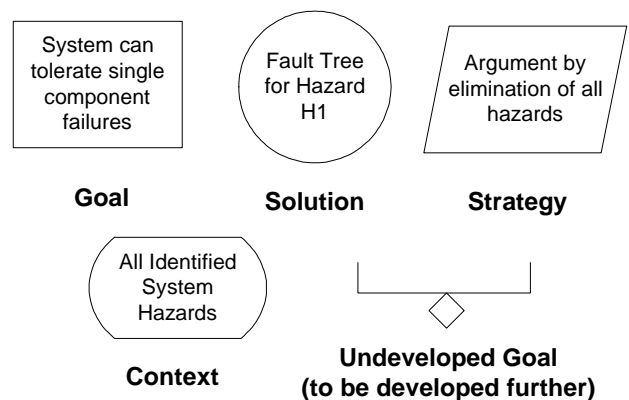 System can
tolerate single
component
failures
Goal
Fault Tree
for Hazard
H1
Solution
Argument by
elimination of all
hazards
Strategy
All Identified
System
Hazards
Context
Undeveloped Goal
(to be developed further)